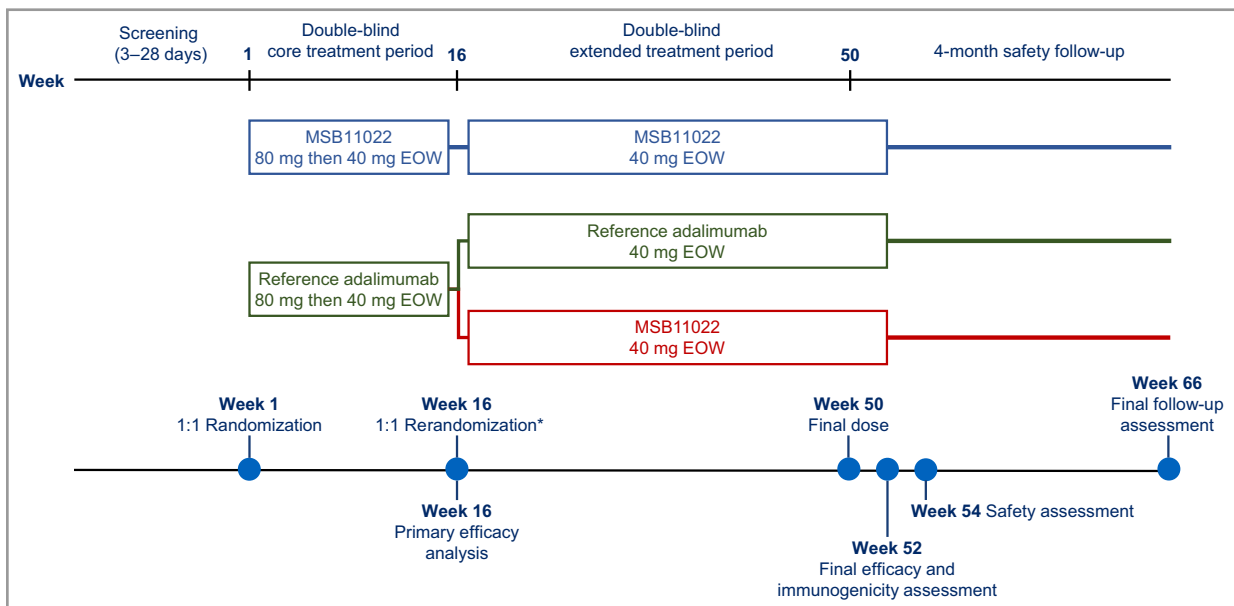 Screening
(3–28 days)
Double-blind
core treatment period
Double-blind
extended treatment period
4-month safety follow-up
1
16
50
Week
MSB11022
80 mg then 40 mg EOW
MSB11022
40 mg EOW
Reference adalimumab
80 mg then 40 mg EOW
Reference adalimumab
40 mg EOW
MSB11022
40 mg EOW
Week 1
1:1 Randomization
Week 16
1:1 Rerandomization*
Week 50
Final dose
Week 66
Final follow-up
assessment
Week 16
Primary efficacy
analysis
Week 52
Final efficacy and
immunogenicity assessment
Week 54 Safety assessment